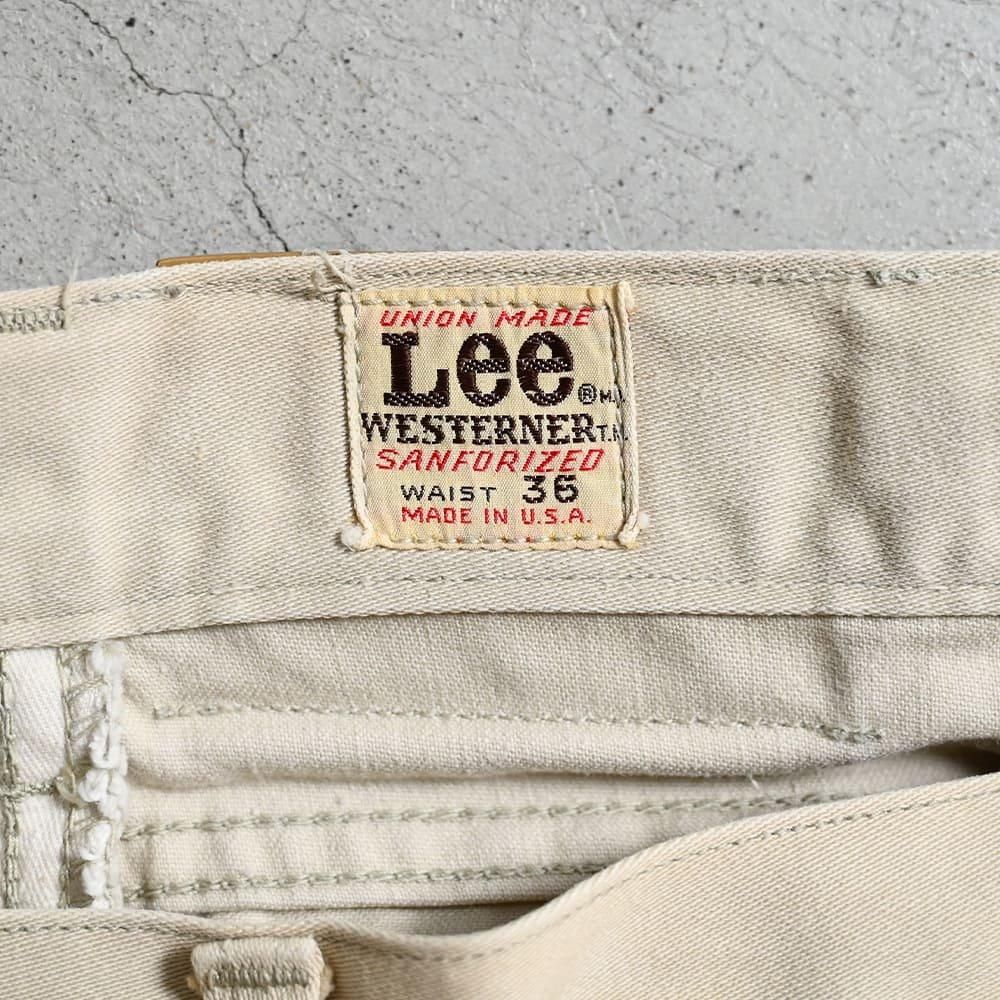 UNION MADE
Lee® M.
WESTERNER T.
SANFORIZED
WAIST 36
MADE IN U.S.A.